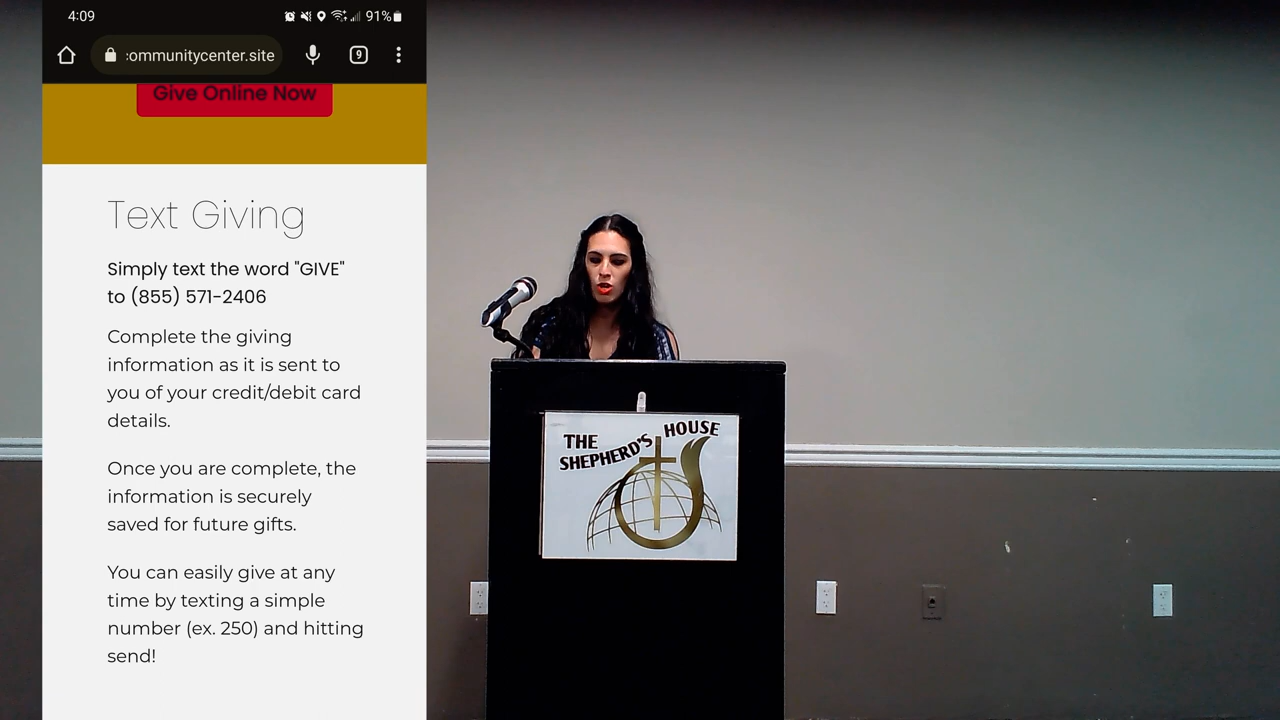 4:09
91%
:ommunitycenter.site
9
Give Online Now
Text Giving
Simply text the word "GIVE"
to (855) 571-2406
Complete the giving
information as it is sent to
you of your credit/debit card
details.
Once you are complete, the
information is securely
saved for future gifts.
You can easily give at any
time by texting a simple
number (ex. 250) and hitting
send!
THE SHEPHERD'S HOUSE